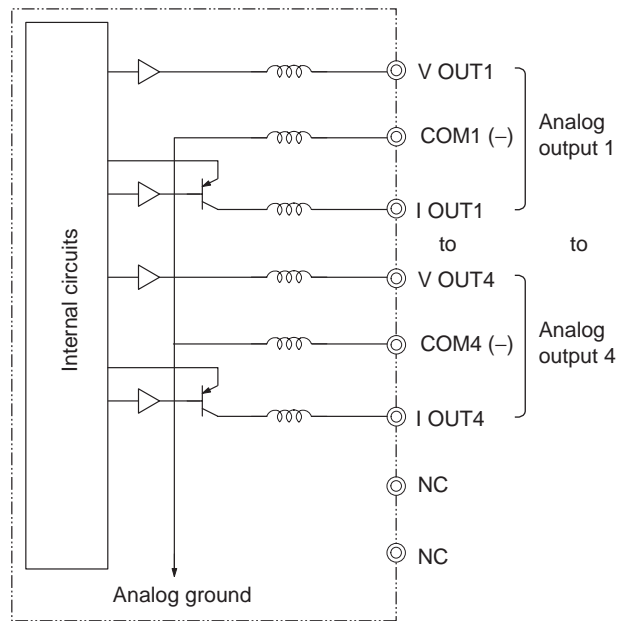 Internal circuits
V OUT1
COM1 (−)
I OUT1
Analog
output 1
to
to
V OUT4
COM4 (−)
I OUT4
Analog
output 4
NC
NC
Analog ground